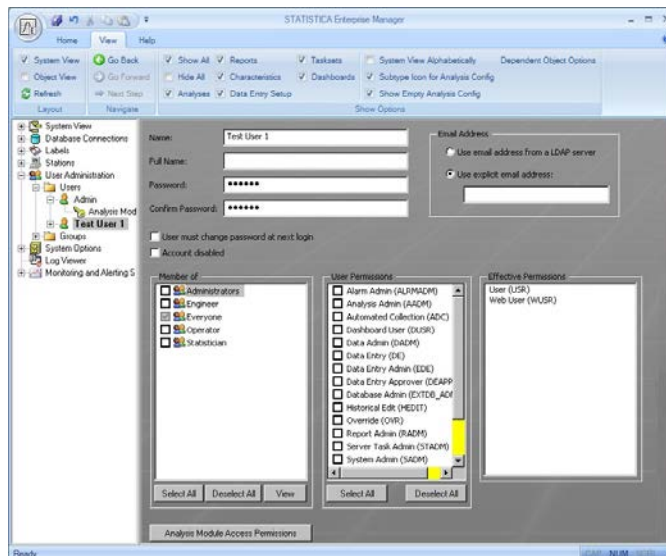 STATISTICA Enterprise Manager
Home View Help
System View Go Back Show All Reports Tasksets System View Alphabetically Dependent Object Options
Object View Go Forward Hide All Characteristics Dashboards Subtype Icon for Analysis Config
Refresh Next Step Analyses Data Entry Setup Show Empty Analysis Config
Layout Navigate Show Options
System View
Database Connections
Labels
Stations
User Administration
Users
Admin
Analysis Mod
Test User 1
Groups
System Options
Log Viewer
Monitoring and Alerting S
Name: Test User 1
Full Name:
Password: ••••••
Confirm Password: ••••••
Email Address
Use email address from a LDAP server
Use explicit email address:
User must change password at next login
Account disabled
Member of
Administrators
Engineer
Everyone
Operator
Statistician
Select All Deselect All View
User Permissions
Alarm Admin (ALRMADM)
Analysis Admin (AADM)
Automated Collection (ADC)
Dashboard User (DUSR)
Data Admin (DADM)
Data Entry (DE)
Data Entry Admin (EDE)
Data Entry Approver (DEAPP
Database Admin (EXTDB_ADM
Historical Edit (HEDIT)
Override (OVR)
Report Admin (RADM)
Server Task Admin (STADM)
System Admin (SADM)
Select All Deselect All
Effective Permissions
User (USR)
Web User (WUSR)
Analysis Module Access Permissions
Ready CAP NUM SCRL